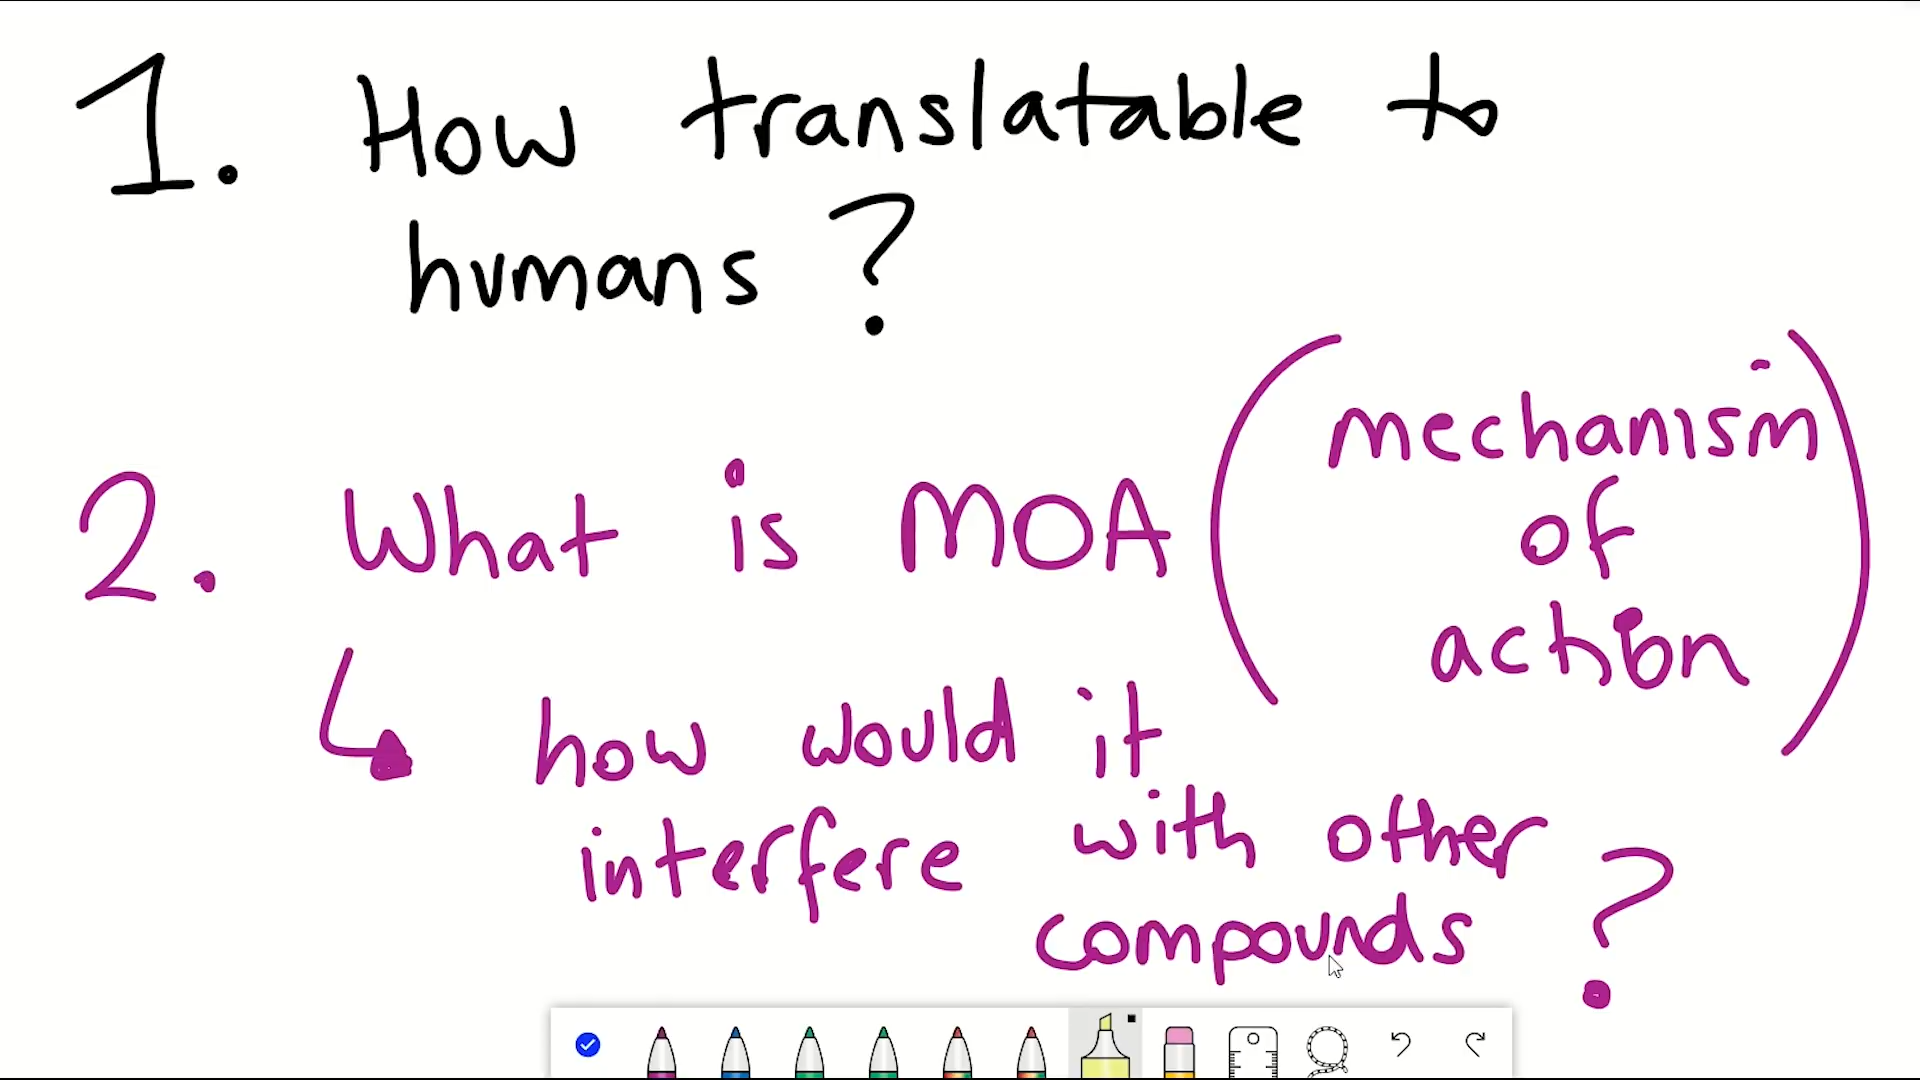 1. How translatable to
humans ?
2. What is MOA (mechanism
of
action)
how would it
interfere with other
compounds ?